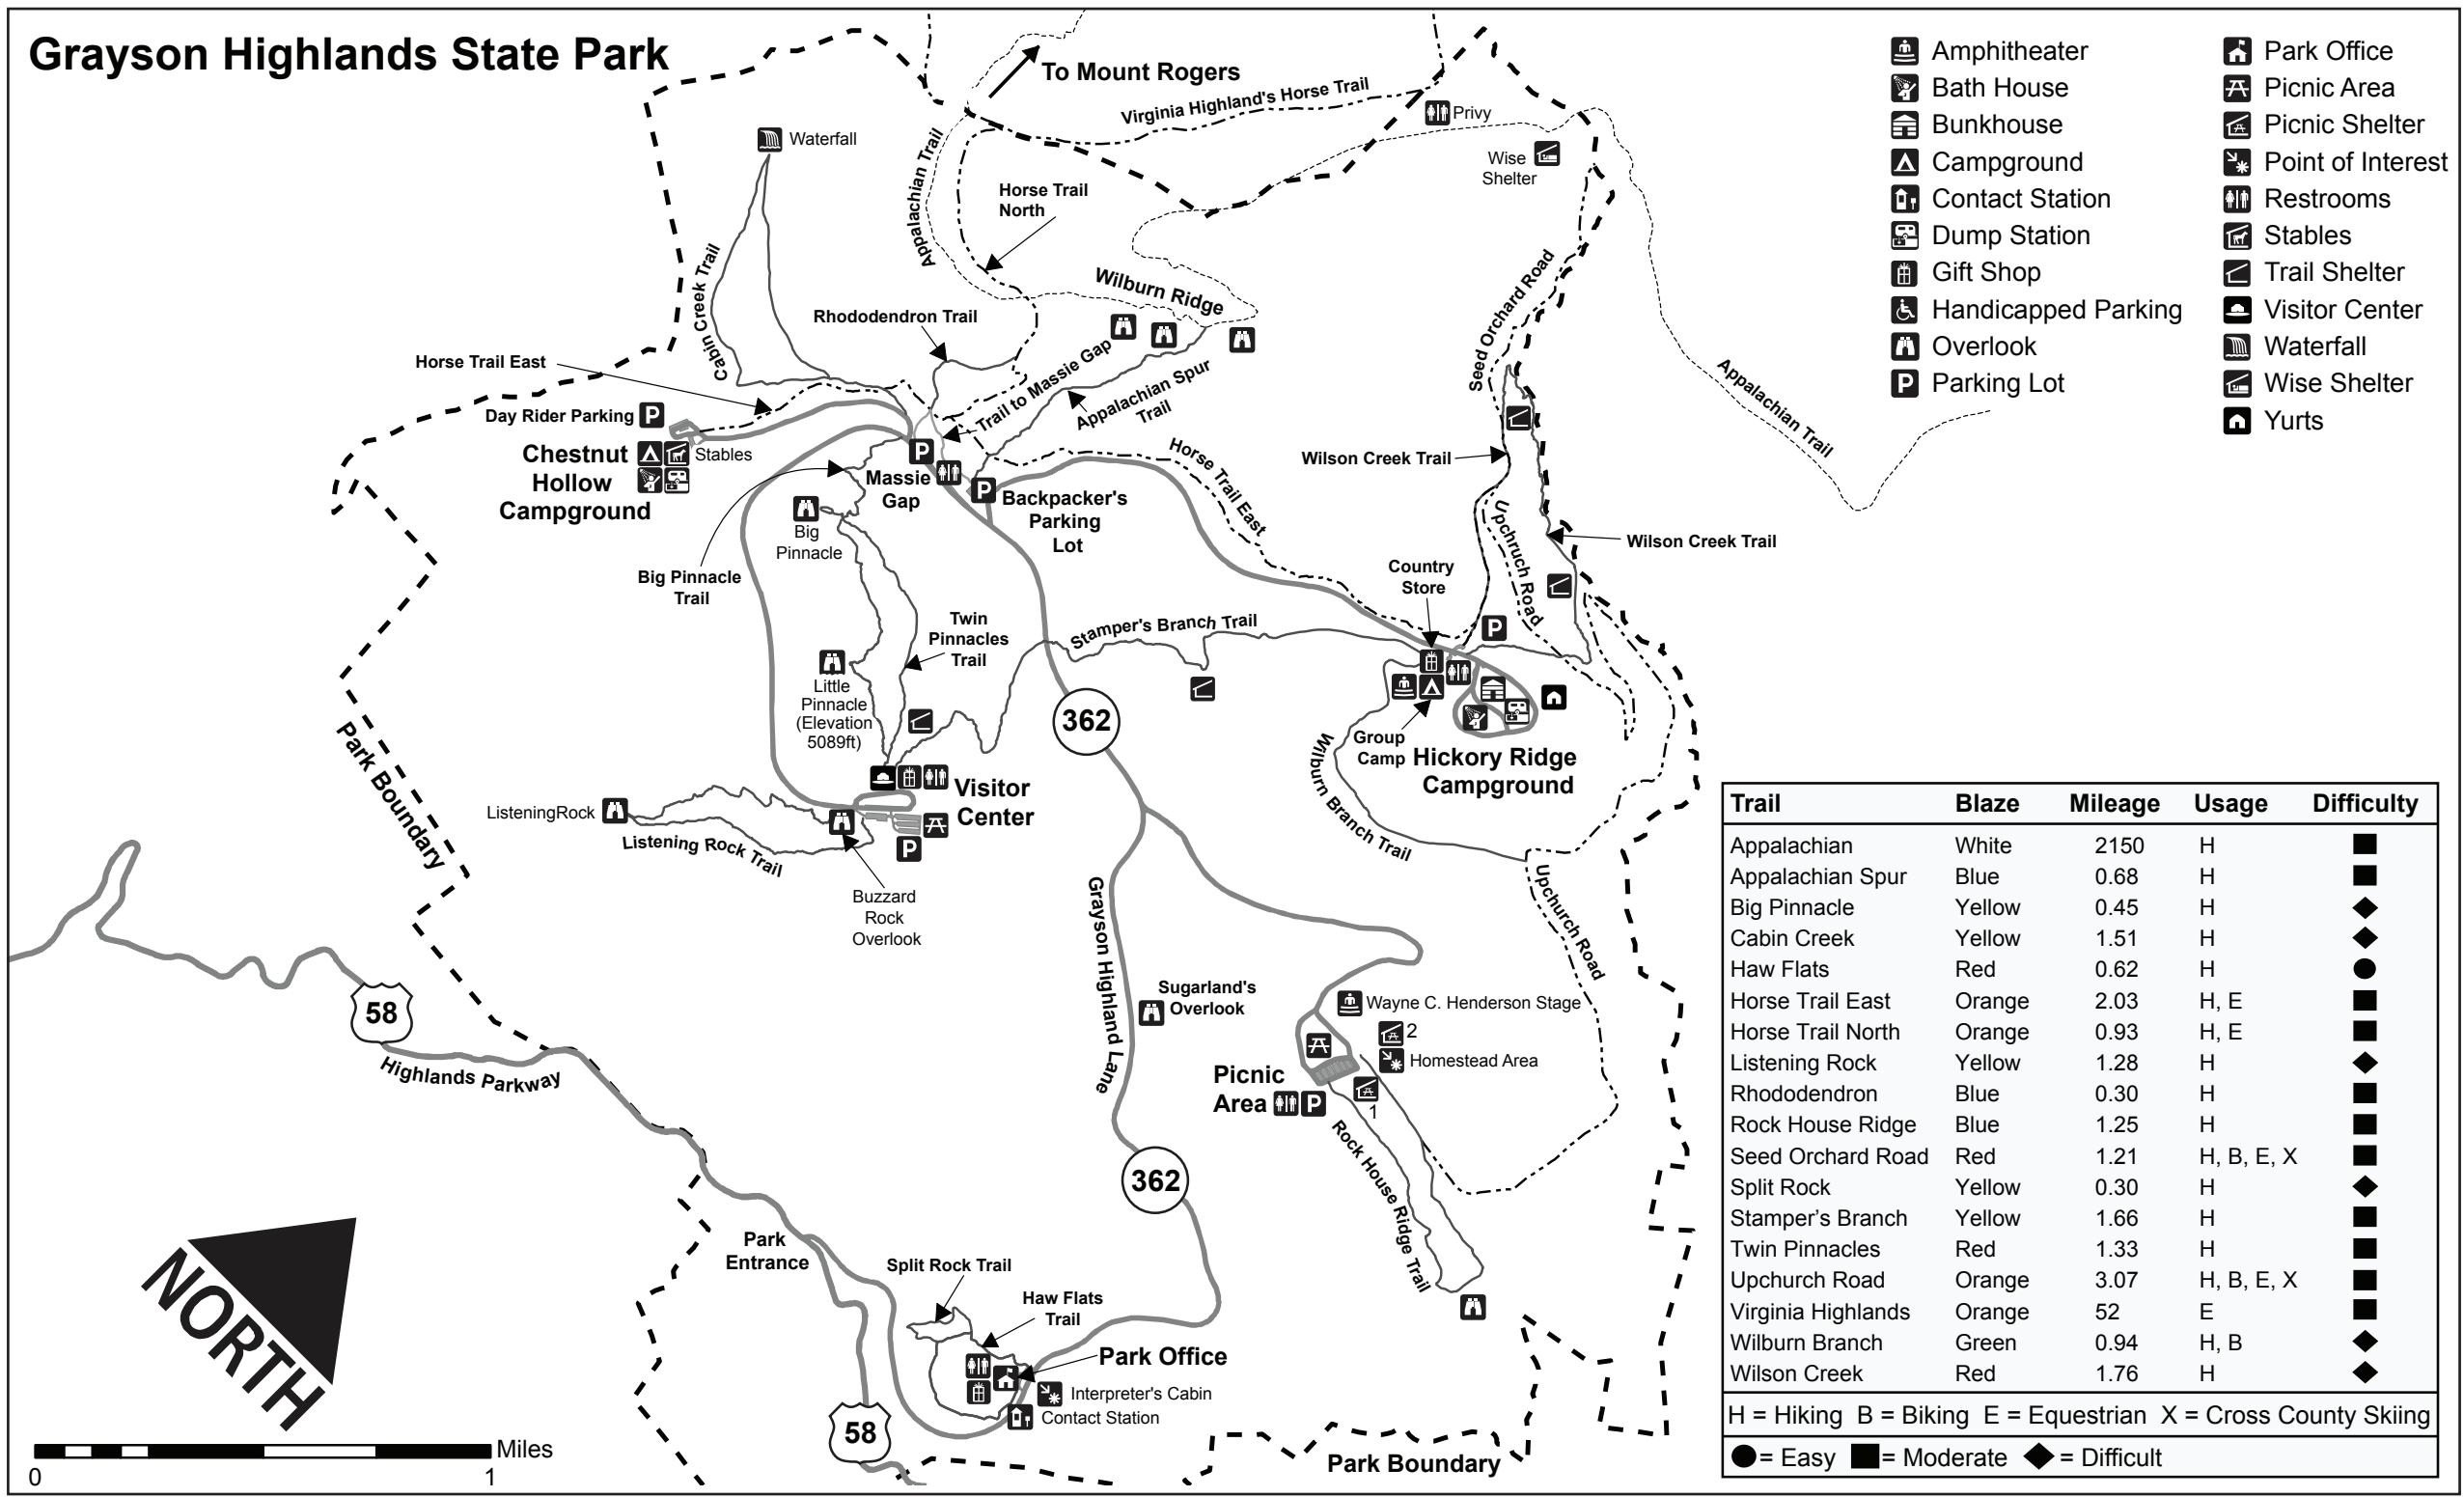 Grayson Highlands State Park
To Mount Rogers
Virginia Highland's Horse Trail
Privy
Wise
Shelter
Waterfall
Appalachian Trail
Horse Trail
North
Cabin Creek Trail
Wilburn Ridge
Rhododendron Trail
Horse Trail East
Trail to Massie Gap
Appalachian Spur
Trail
Seed Orchard Road
Appalachian Trail
Day Rider Parking
P
Chestnut
Hollow
Campground
Stables
Massie
Gap
P
P
Backpacker's
Parking
Lot
Horse Trail East
Wilson Creek Trail
Upchruch Road
Wilson Creek Trail
Big
Pinnacle
Big Pinnacle
Trail
Country
Store
P
Twin
Pinnacles
Trail
Stamper's Branch Trail
Little
Pinnacle
(Elevation
5089ft)
362
Group
Camp
Hickory Ridge
Campground
Wilburn Branch Trail
Park Boundary
Visitor
Center
P
ListeningRock
Listening Rock Trail
Buzzard
Rock
Overlook
Upchurch Road
Grayson Highland Lane
Sugarland's
Overlook
Wayne C. Henderson Stage
2
Homestead Area
Picnic
Area
P
1
Rock House Ridge Trail
58
Highlands Parkway
362
Park
Entrance
Split Rock Trail
Haw Flats
Trail
Park Office
Interpreter's Cabin
Contact Station
58
Park Boundary
NORTH
Miles
0 1
Amphitheater
Bath House
Bunkhouse
Campground
Contact Station
Dump Station
Gift Shop
Handicapped Parking
Overlook
P Parking Lot
Park Office
Picnic Area
Picnic Shelter
Point of Interest
Restrooms
Stables
Trail Shelter
Visitor Center
Waterfall
Wise Shelter
Yurts
Trail Blaze Mileage Usage Difficulty
Appalachian White 2150 H
Appalachian Spur Blue 0.68 H
Big Pinnacle Yellow 0.45 H
Cabin Creek Yellow 1.51 H
Haw Flats Red 0.62 H
Horse Trail East Orange 2.03 H, E
Horse Trail North Orange 0.93 H, E
Listening Rock Yellow 1.28 H
Rhododendron Blue 0.30 H
Rock House Ridge Blue 1.25 H
Seed Orchard Road Red 1.21 H, B, E, X
Split Rock Yellow 0.30 H
Stamper's Branch Yellow 1.66 H
Twin Pinnacles Red 1.33 H
Upchurch Road Orange 3.07 H, B, E, X
Virginia Highlands Orange 52 E
Wilburn Branch Green 0.94 H, B
Wilson Creek Red 1.76 H
H = Hiking B = Biking E = Equestrian X = Cross County Skiing
= Easy = Moderate = Difficult